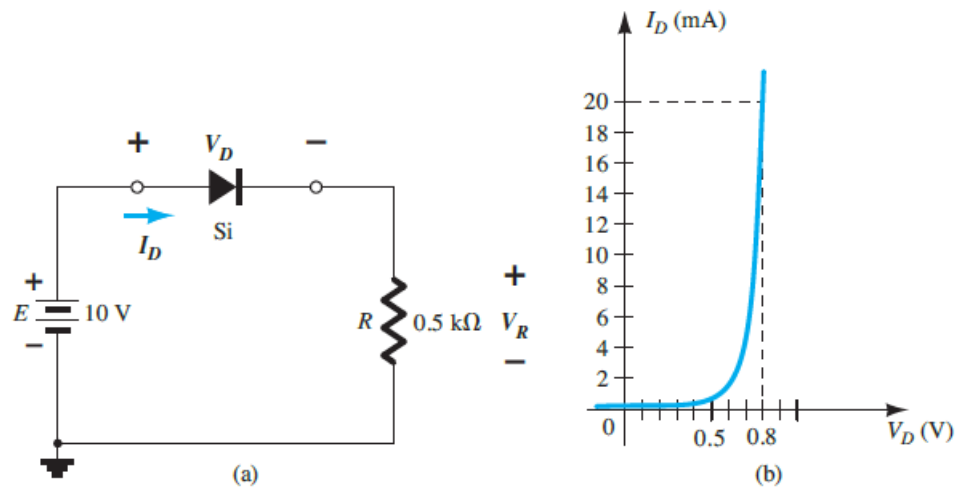 + V_D −
I_D
Si
+
E 10 V
−
R 0.5 kΩ
+
V_R
−
(a)
I_D (mA)
20
18
16
14
12
10
8
6
4
2
0 0.5 0.8 V_D (V)
(b)